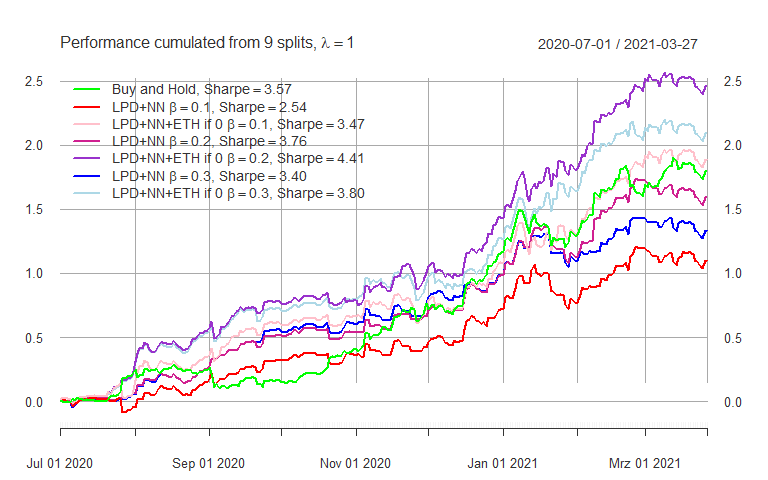 Performance cumulated from 9 splits, λ = 1
2020-07-01 / 2021-03-27
2.5
2.5
Buy and Hold, Sharpe = 3.57
LPD+NN β = 0.1, Sharpe = 2.54
LPD+NN+ETH if 0 β = 0.1, Sharpe = 3.47
2.0
2.0
LPD+NN β = 0.2, Sharpe = 3.76
LPD+NN+ETH if 0 β = 0.2, Sharpe = 4.41
LPD+NN β = 0.3, Sharpe = 3.40
LPD+NN+ETH if 0 β = 0.3, Sharpe = 3.80
1.5
1.5
1.0
1.0
0.5
0.5
0.0
0.0
Jul 01 2020
Sep 01 2020
Nov 01 2020
Jan 01 2021
Mrz 01 2021